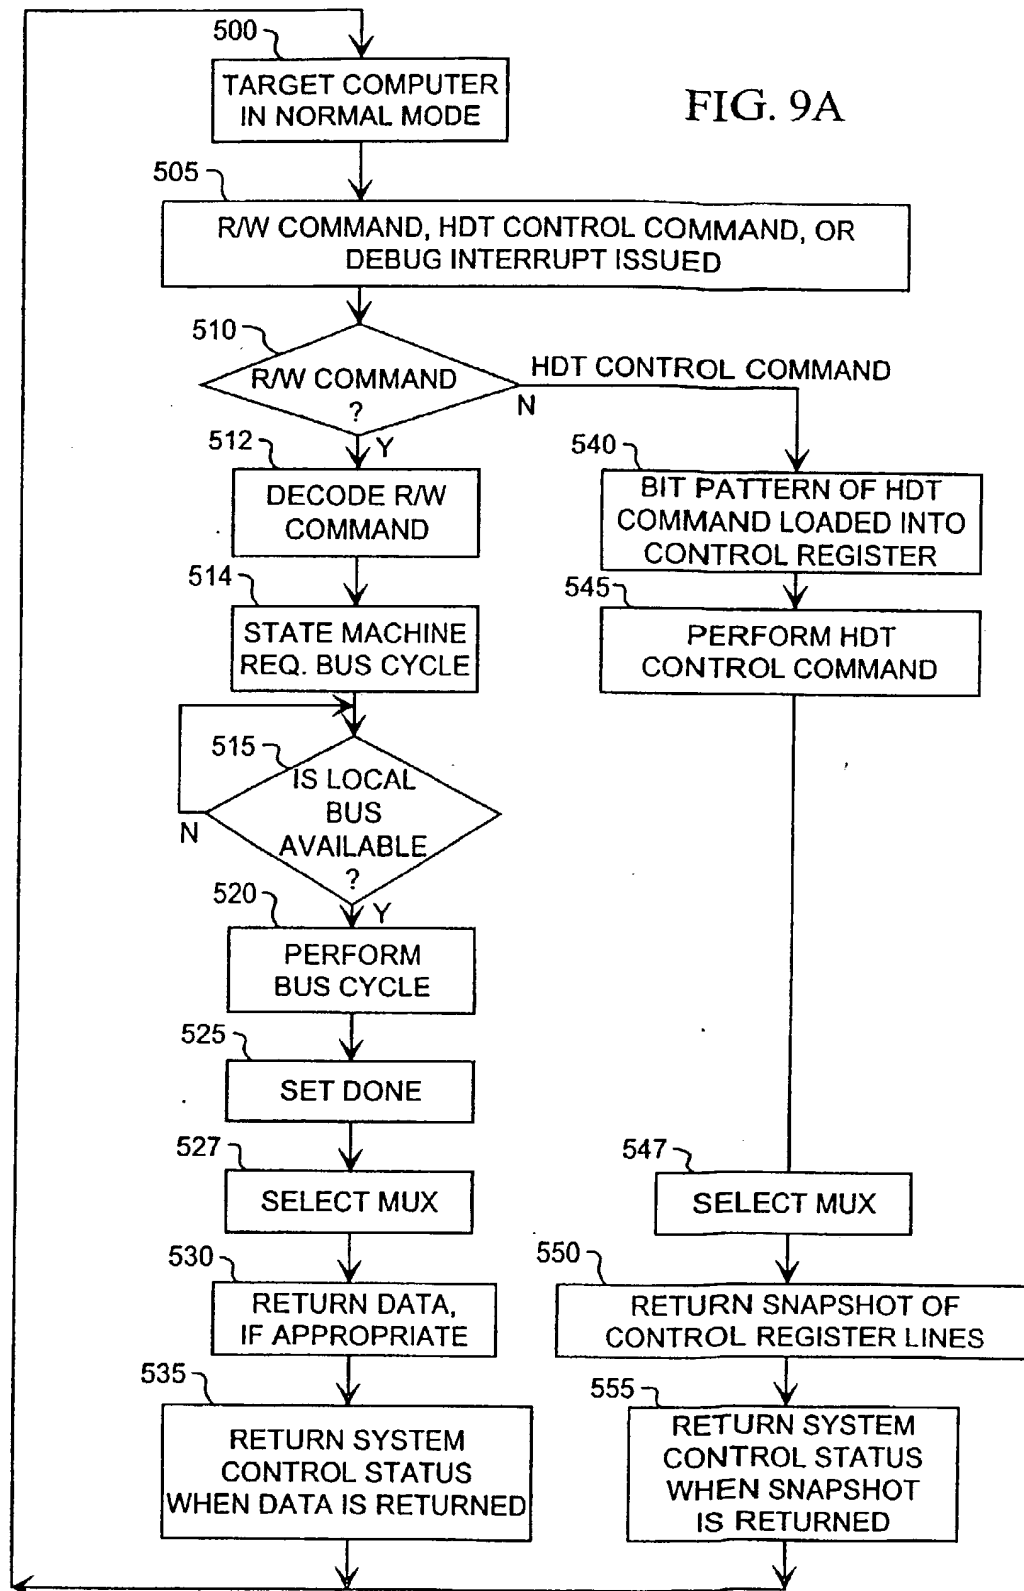 500
TARGET COMPUTER
IN NORMAL MODE
FIG. 9A
505
R/W COMMAND, HDT CONTROL COMMAND, OR
DEBUG INTERRUPT ISSUED
510
R/W COMMAND
?
HDT CONTROL COMMAND
N
Y
512
DECODE R/W
COMMAND
540
BIT PATTERN OF HDT
COMMAND LOADED INTO
CONTROL REGISTER
514
STATE MACHINE
REQ. BUS CYCLE
545
PERFORM HDT
CONTROL COMMAND
515
IS LOCAL
BUS
AVAILABLE
?
N
Y
520
PERFORM
BUS CYCLE
525
SET DONE
527
SELECT MUX
547
SELECT MUX
530
RETURN DATA,
IF APPROPRIATE
550
RETURN SNAPSHOT OF
CONTROL REGISTER LINES
535
RETURN SYSTEM
CONTROL STATUS
WHEN DATA IS RETURNED
555
RETURN SYSTEM
CONTROL STATUS
WHEN SNAPSHOT
IS RETURNED